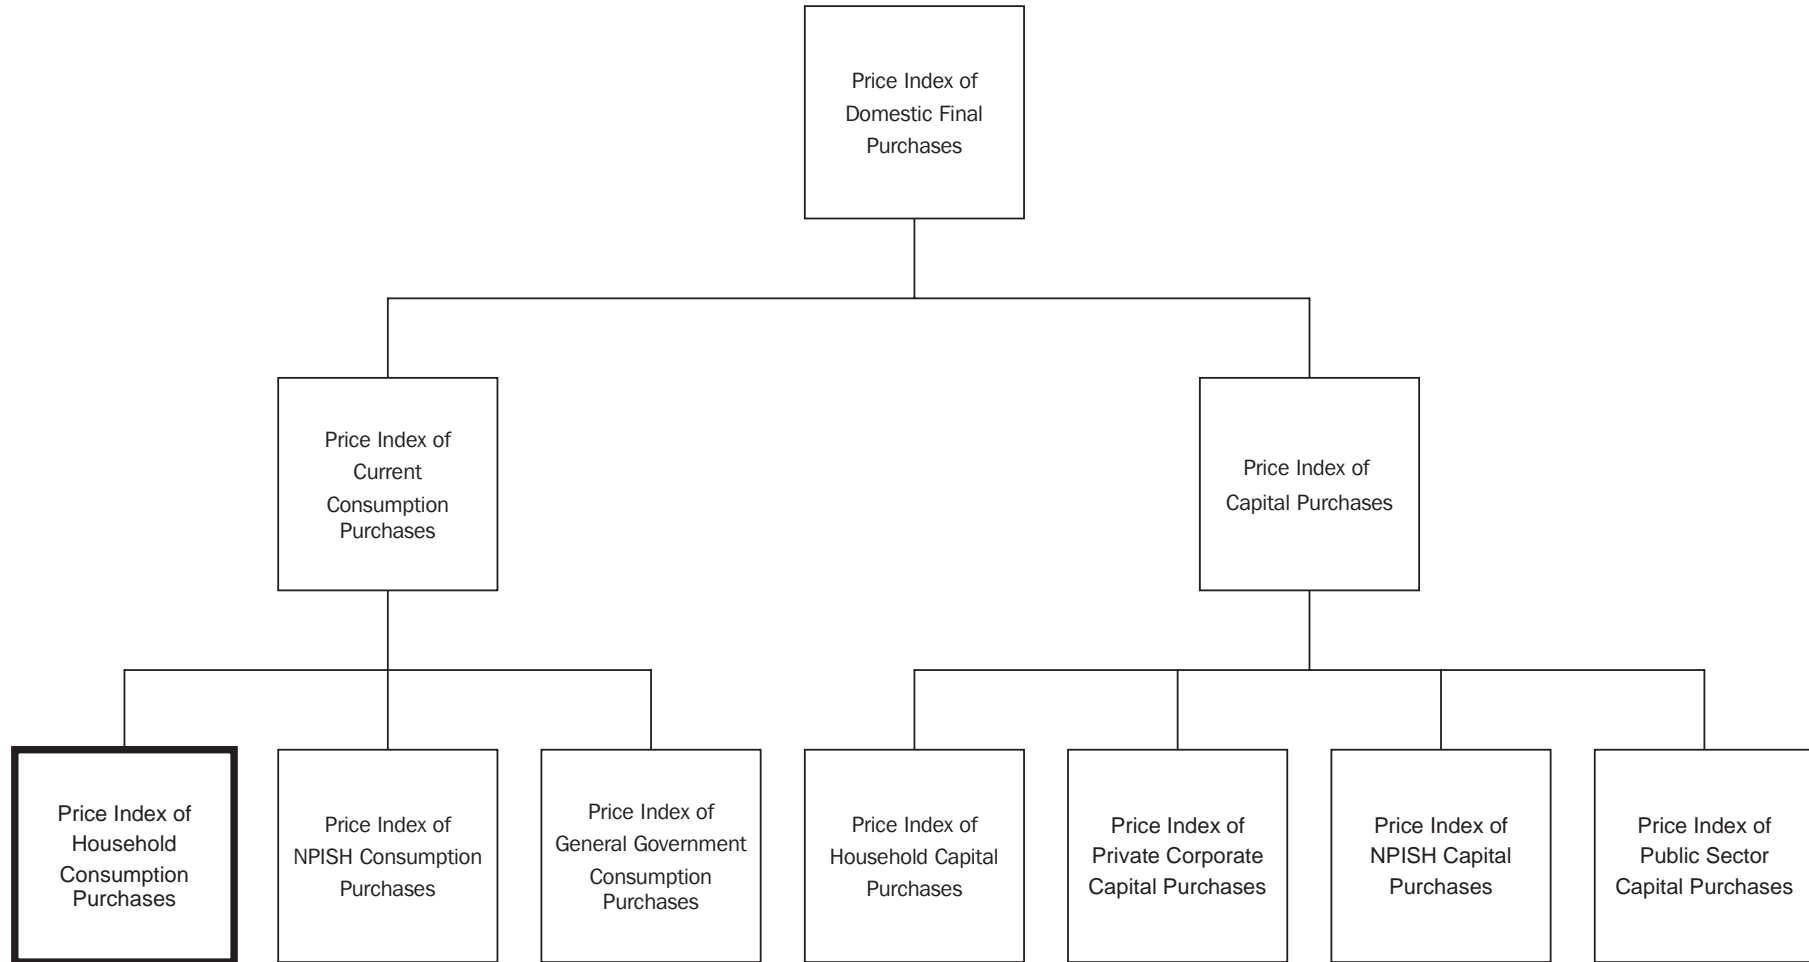 Price Index of
Domestic Final
Purchases
Price Index of
Current
Consumption
Purchases
Price Index of
Capital Purchases
Price Index of
Household
Consumption
Purchases
Price Index of
NPISH Consumption
Purchases
Price Index of
General Government
Consumption
Purchases
Price Index of
Household Capital
Purchases
Price Index of
Private Corporate
Capital Purchases
Price Index of
NPISH Capital
Purchases
Price Index of
Public Sector
Capital Purchases